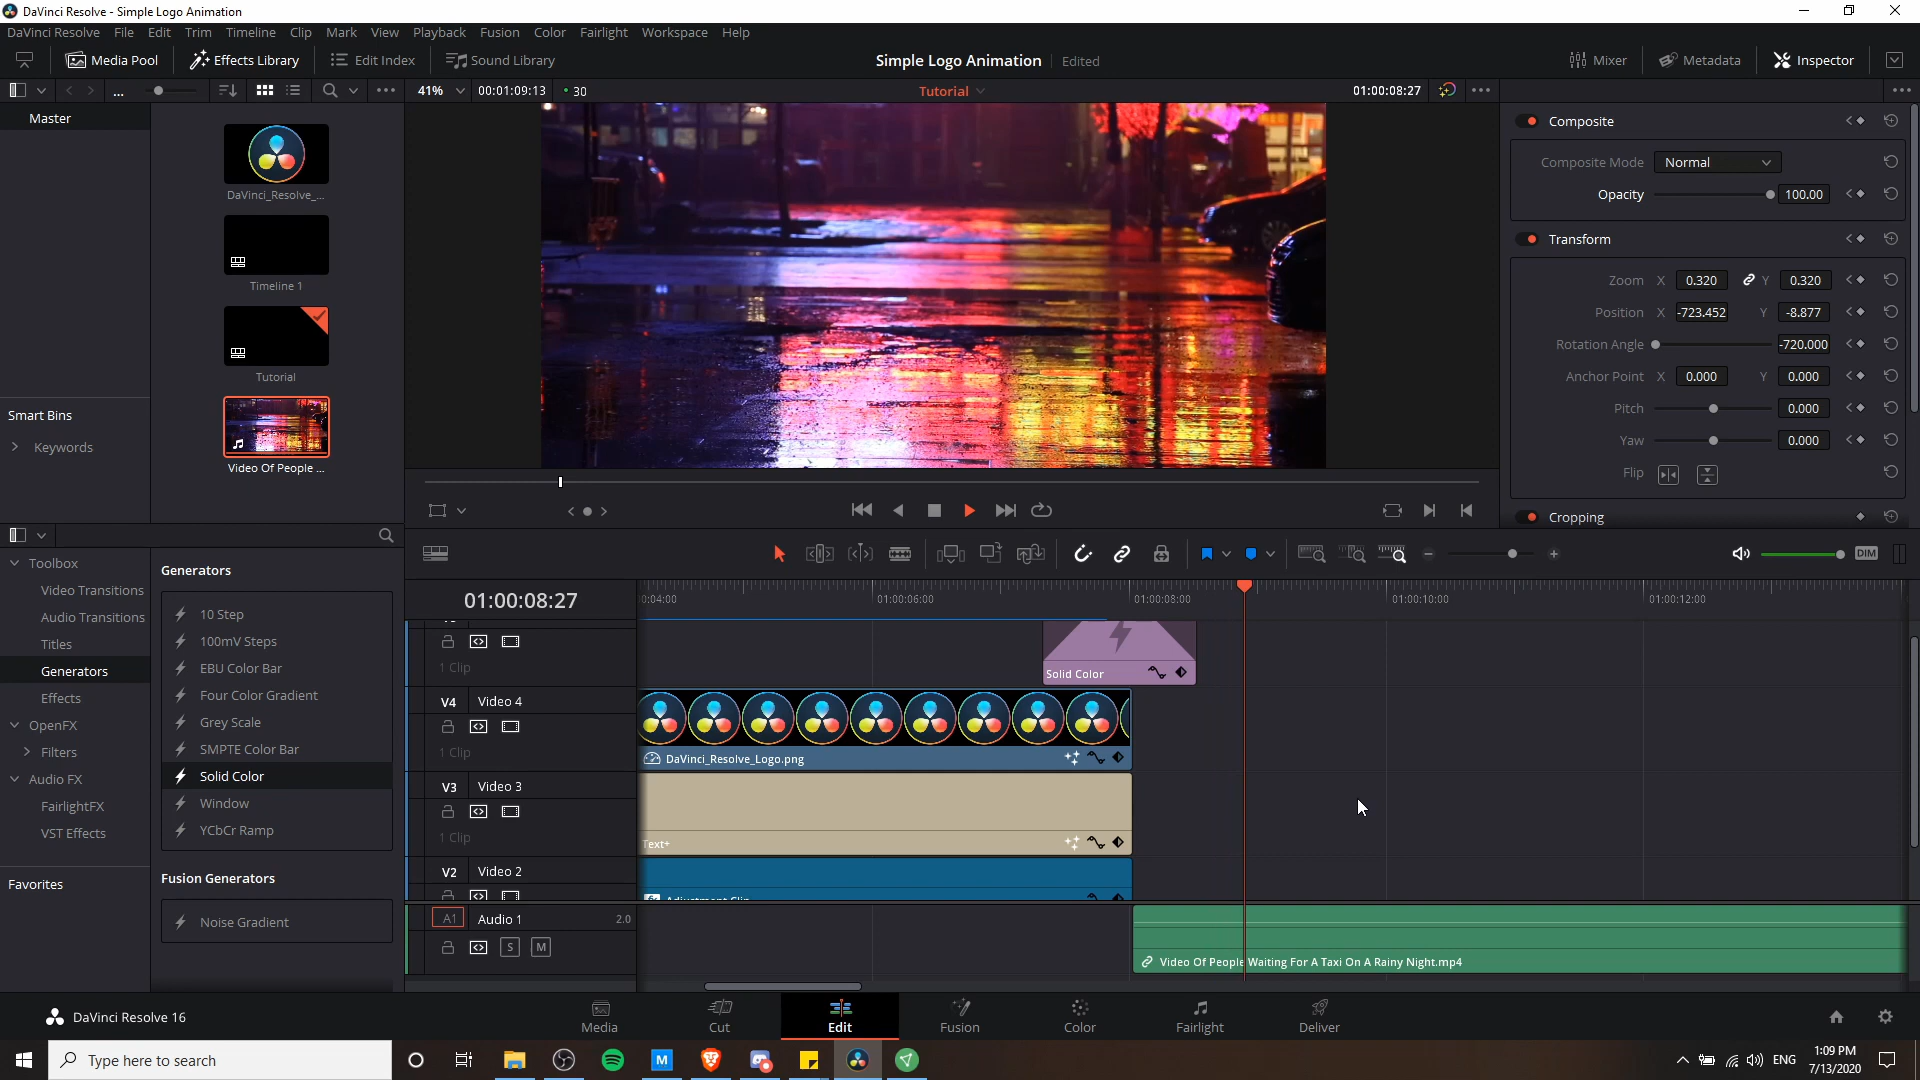 DaVinci Resolve - Simple Logo Animation
DaVinci Resolve File Edit Trim Timeline Clip Mark View Playback Fusion Color Fairlight Workspace Help
Media Pool Effects Library Edit Index Sound Library Simple Logo Animation Edited Mixer Metadata Inspector
... 41% 00:01:09:13 30 Tutorial 01:00:08:27
Master
DaVinci_Resolve_...
Timeline 1
Tutorial
Video Of People ...
Smart Bins
Keywords
Composite
Composite Mode Normal
Opacity 100.00
Transform
Zoom X 0.320 Y 0.320
Position X -723.452 Y -8.877
Rotation Angle -720.000
Anchor Point X 0.000 Y 0.000
Pitch 0.000
Yaw 0.000
Flip
Cropping
Toolbox
Video Transitions
Audio Transitions
Titles
Generators
Effects
OpenFX
Filters
Audio FX
FairlightFX
VST Effects
Favorites
Generators
10 Step
100mV Steps
EBU Color Bar
Four Color Gradient
Grey Scale
SMPTE Color Bar
Solid Color
Window
YCbCr Ramp
Fusion Generators
Noise Gradient
DIM
01:00:08:27
0:04:00 01:00:06:00 01:00:08:00 01:00:10:00 01:00:12:00
1 Clip
Solid Color
V4 Video 4
1 Clip
DaVinci_Resolve_Logo.png
V3 Video 3
1 Clip
Text+
V2 Video 2
A1 Audio 1 2.0
S M
Video Of People Waiting For A Taxi On A Rainy Night.mp4
DaVinci Resolve 16
Media Cut Edit Fusion Color Fairlight Deliver
Type here to search
M
ENG
1:09 PM
7/13/2020